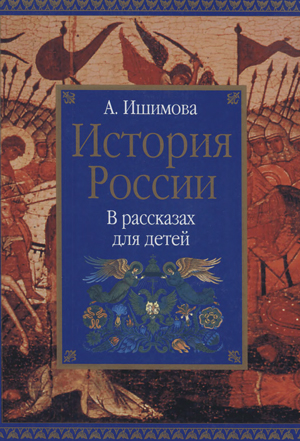 А. Ишимова
История
России
В рассказах
для детей